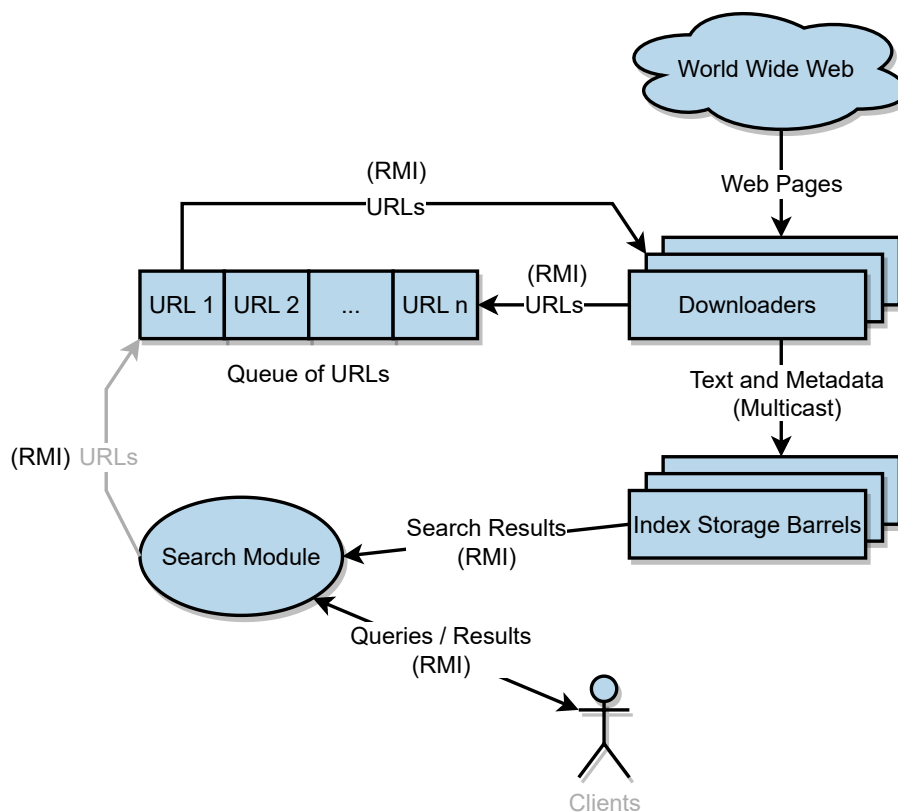 World Wide Web
Web Pages
(RMI)
URLs
(RMI)
URLs
URL 1
URL 2
...
URL n
Downloaders
Queue of URLs
Text and Metadata
(Multicast)
(RMI) URLs
Index Storage Barrels
Search Results
(RMI)
Search Module
Queries / Results
(RMI)
Clients